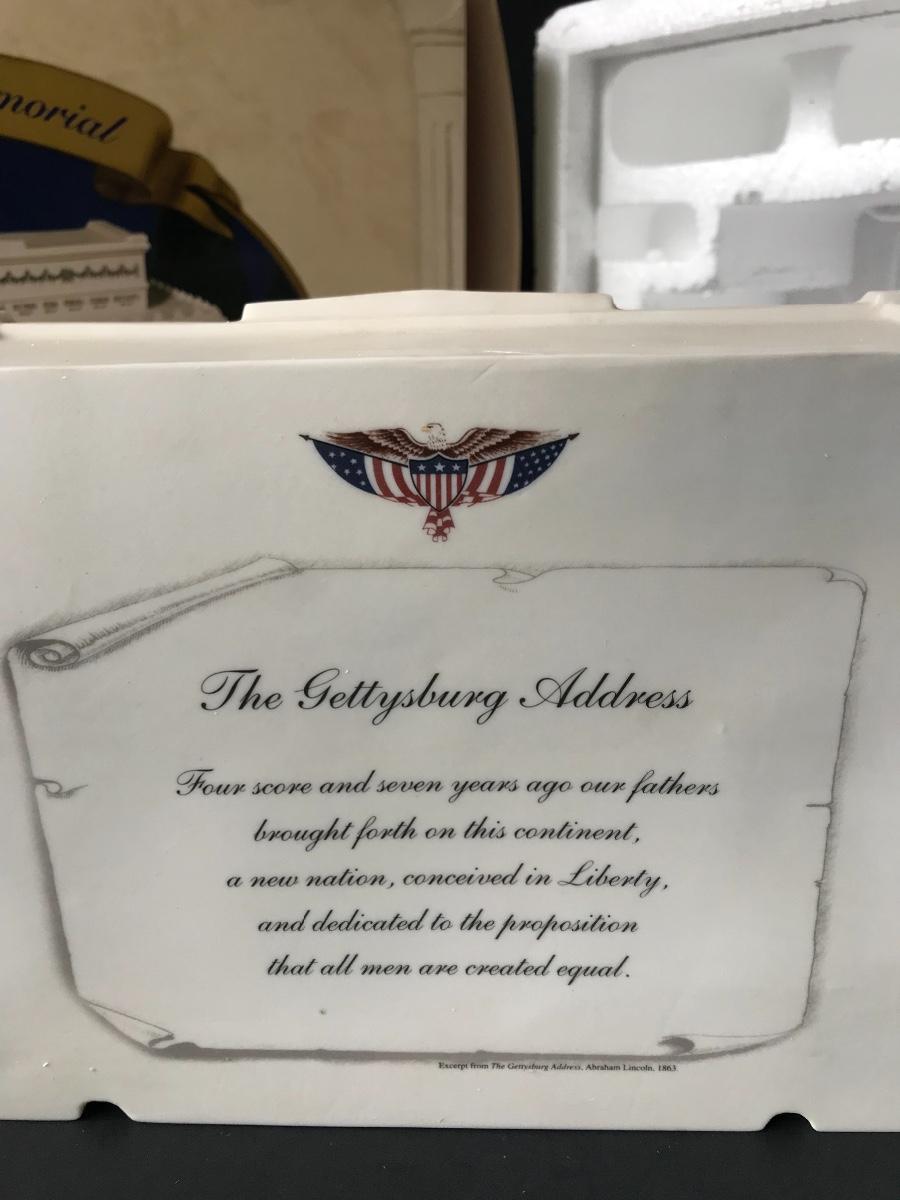 morial
The Gettysburg Address
Four score and seven years ago our fathers
brought forth on this continent,
a new nation, conceived in Liberty,
and dedicated to the proposition
that all men are created equal.
Excerpt from The Gettysburg Address, Abraham Lincoln, 1863.